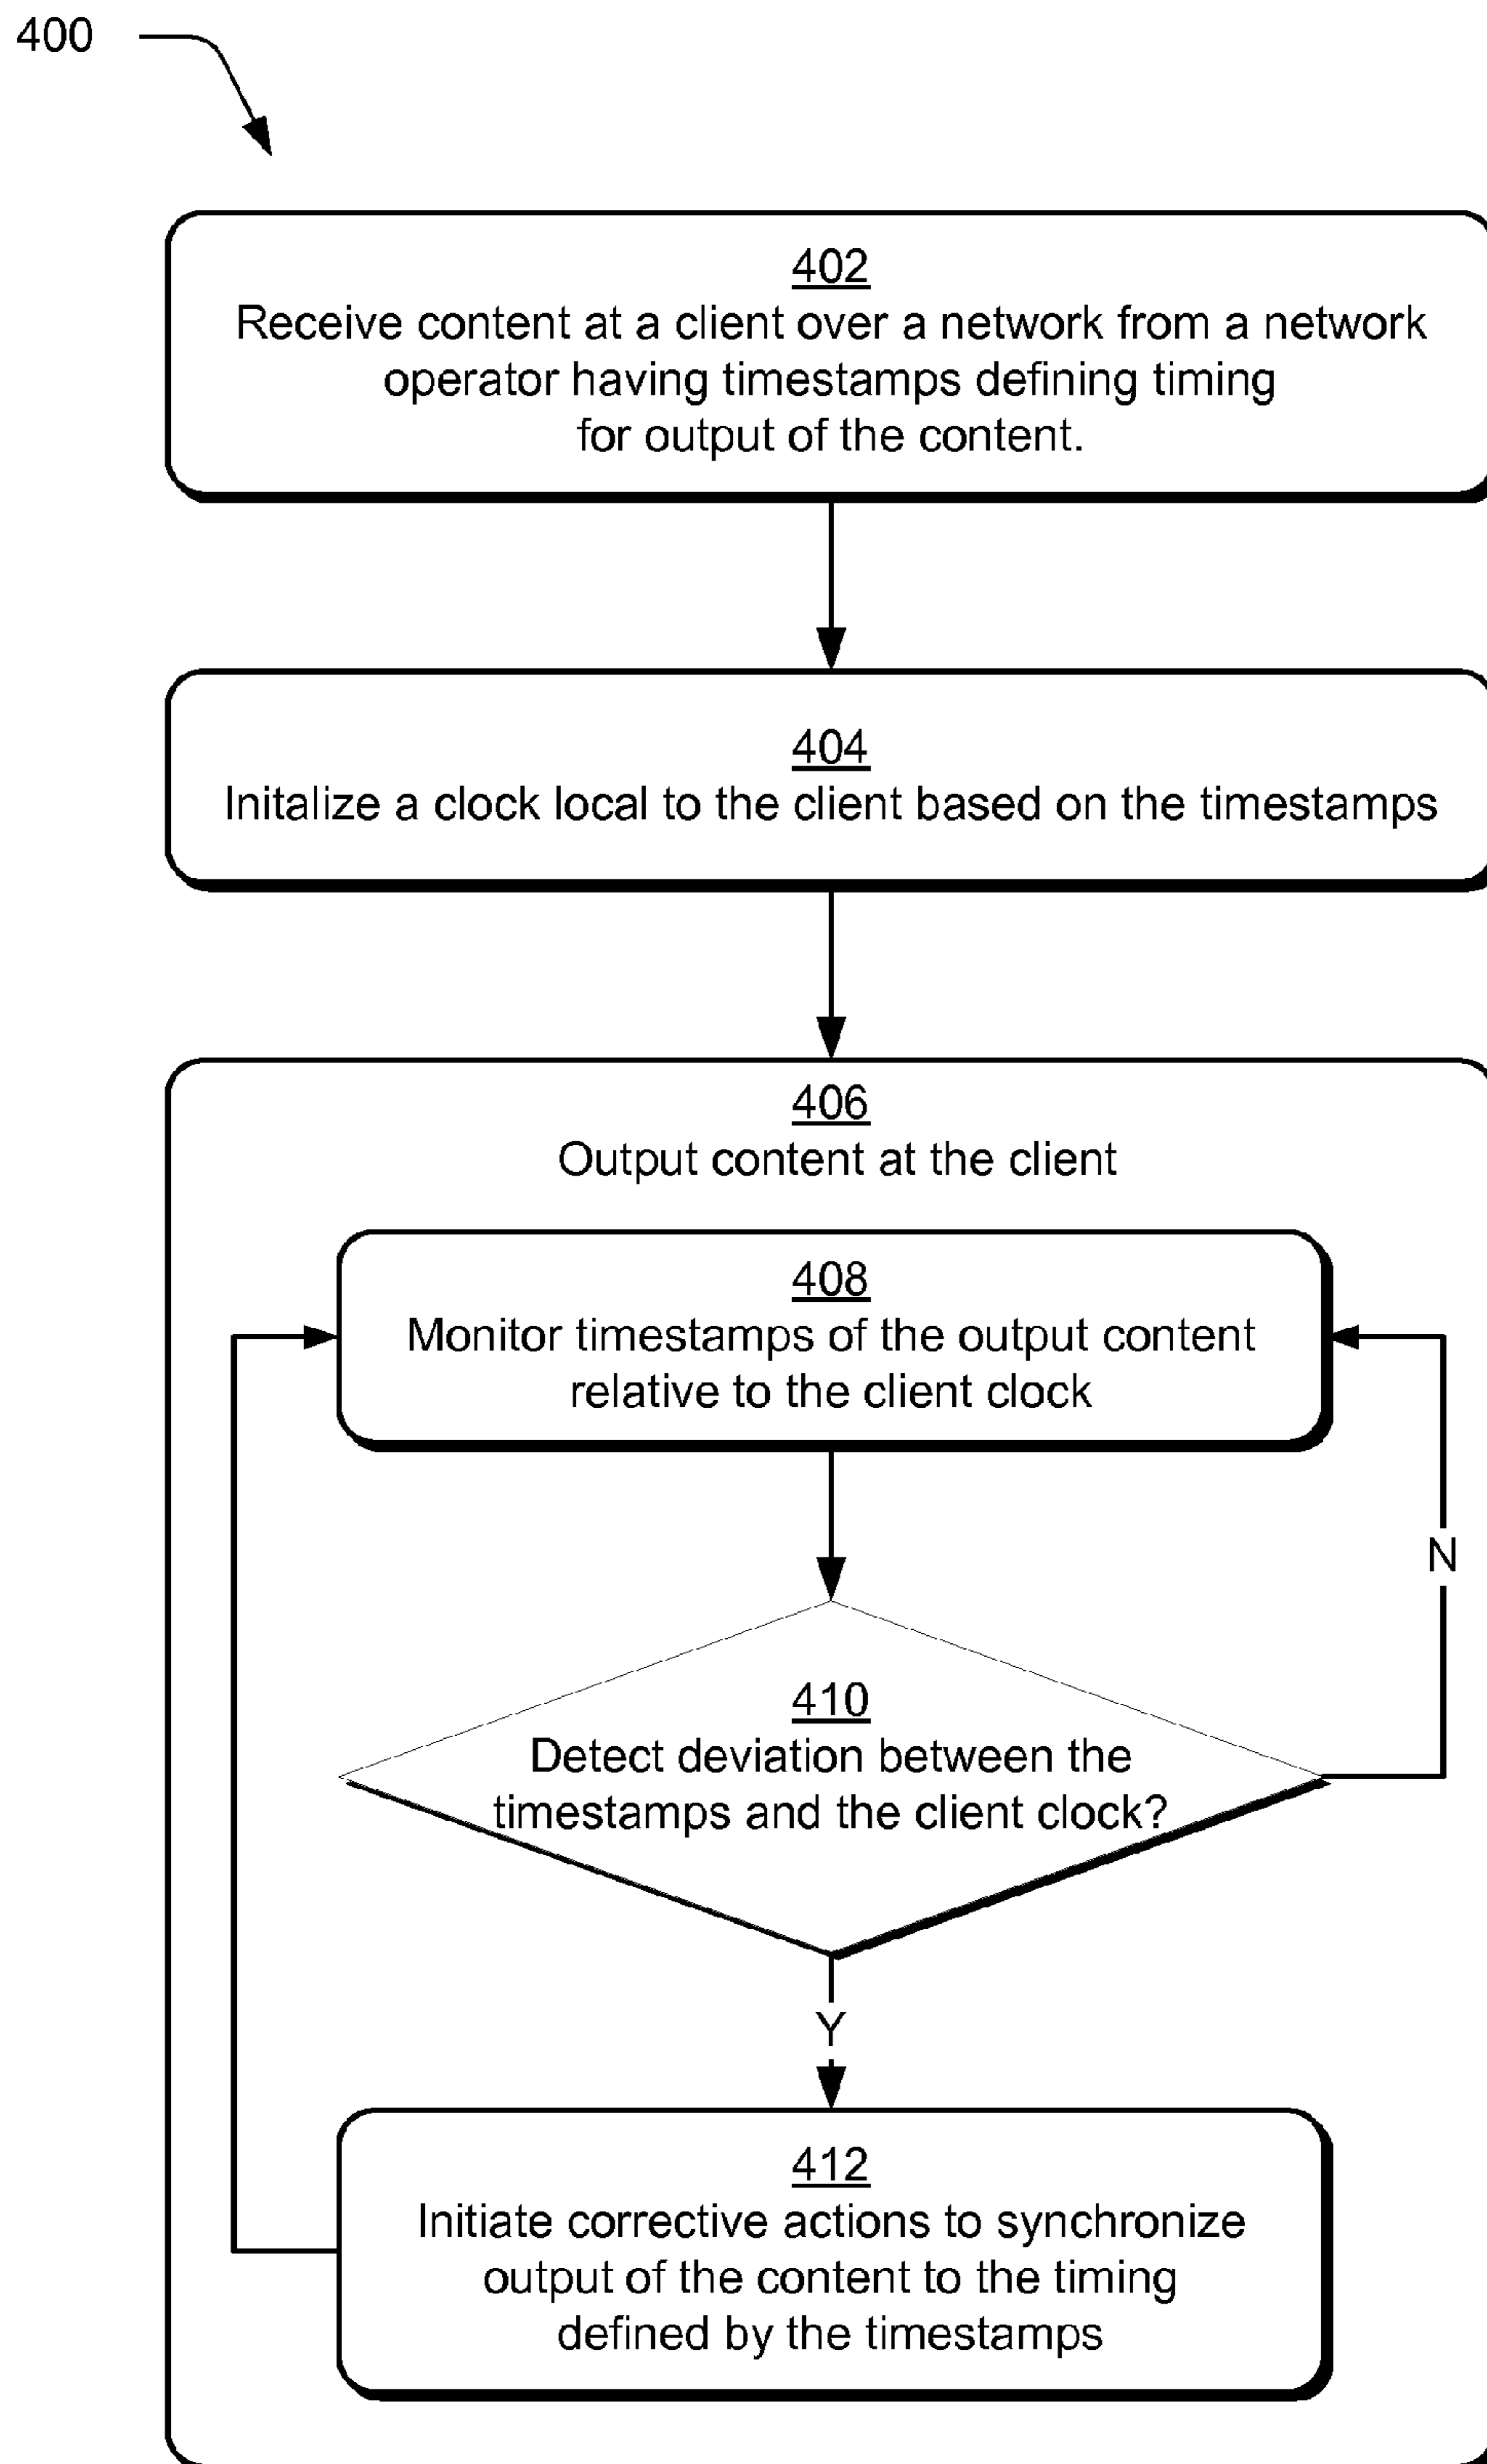 400
402
Receive content at a client over a network from a network
operator having timestamps defining timing
for output of the content.
404
Initalize a clock local to the client based on the timestamps
406
Output content at the client
408
Monitor timestamps of the output content
relative to the client clock
N
410
Detect deviation between the
timestamps and the client clock?
Y
412
Initiate corrective actions to synchronize
output of the content to the timing
defined by the timestamps